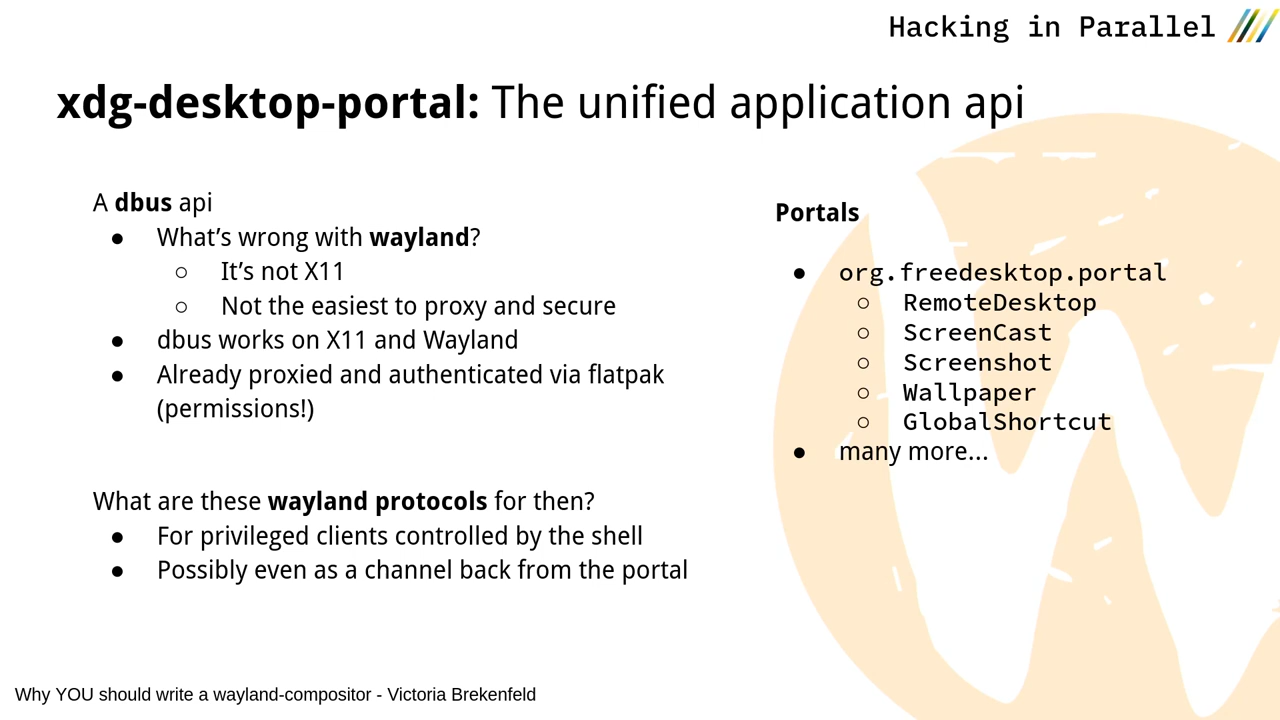 Hacking in Parallel
xdg-desktop-portal: The unified application api
A dbus api
● What's wrong with wayland?
○ It's not X11
○ Not the easiest to proxy and secure
● dbus works on X11 and Wayland
● Already proxied and authenticated via flatpak
(permissions!)
What are these wayland protocols for then?
● For privileged clients controlled by the shell
● Possibly even as a channel back from the portal
Portals
● org.freedesktop.portal
○ RemoteDesktop
○ ScreenCast
○ Screenshot
○ Wallpaper
○ GlobalShortcut
● many more...
Why YOU should write a wayland-compositor - Victoria Brekenfeld